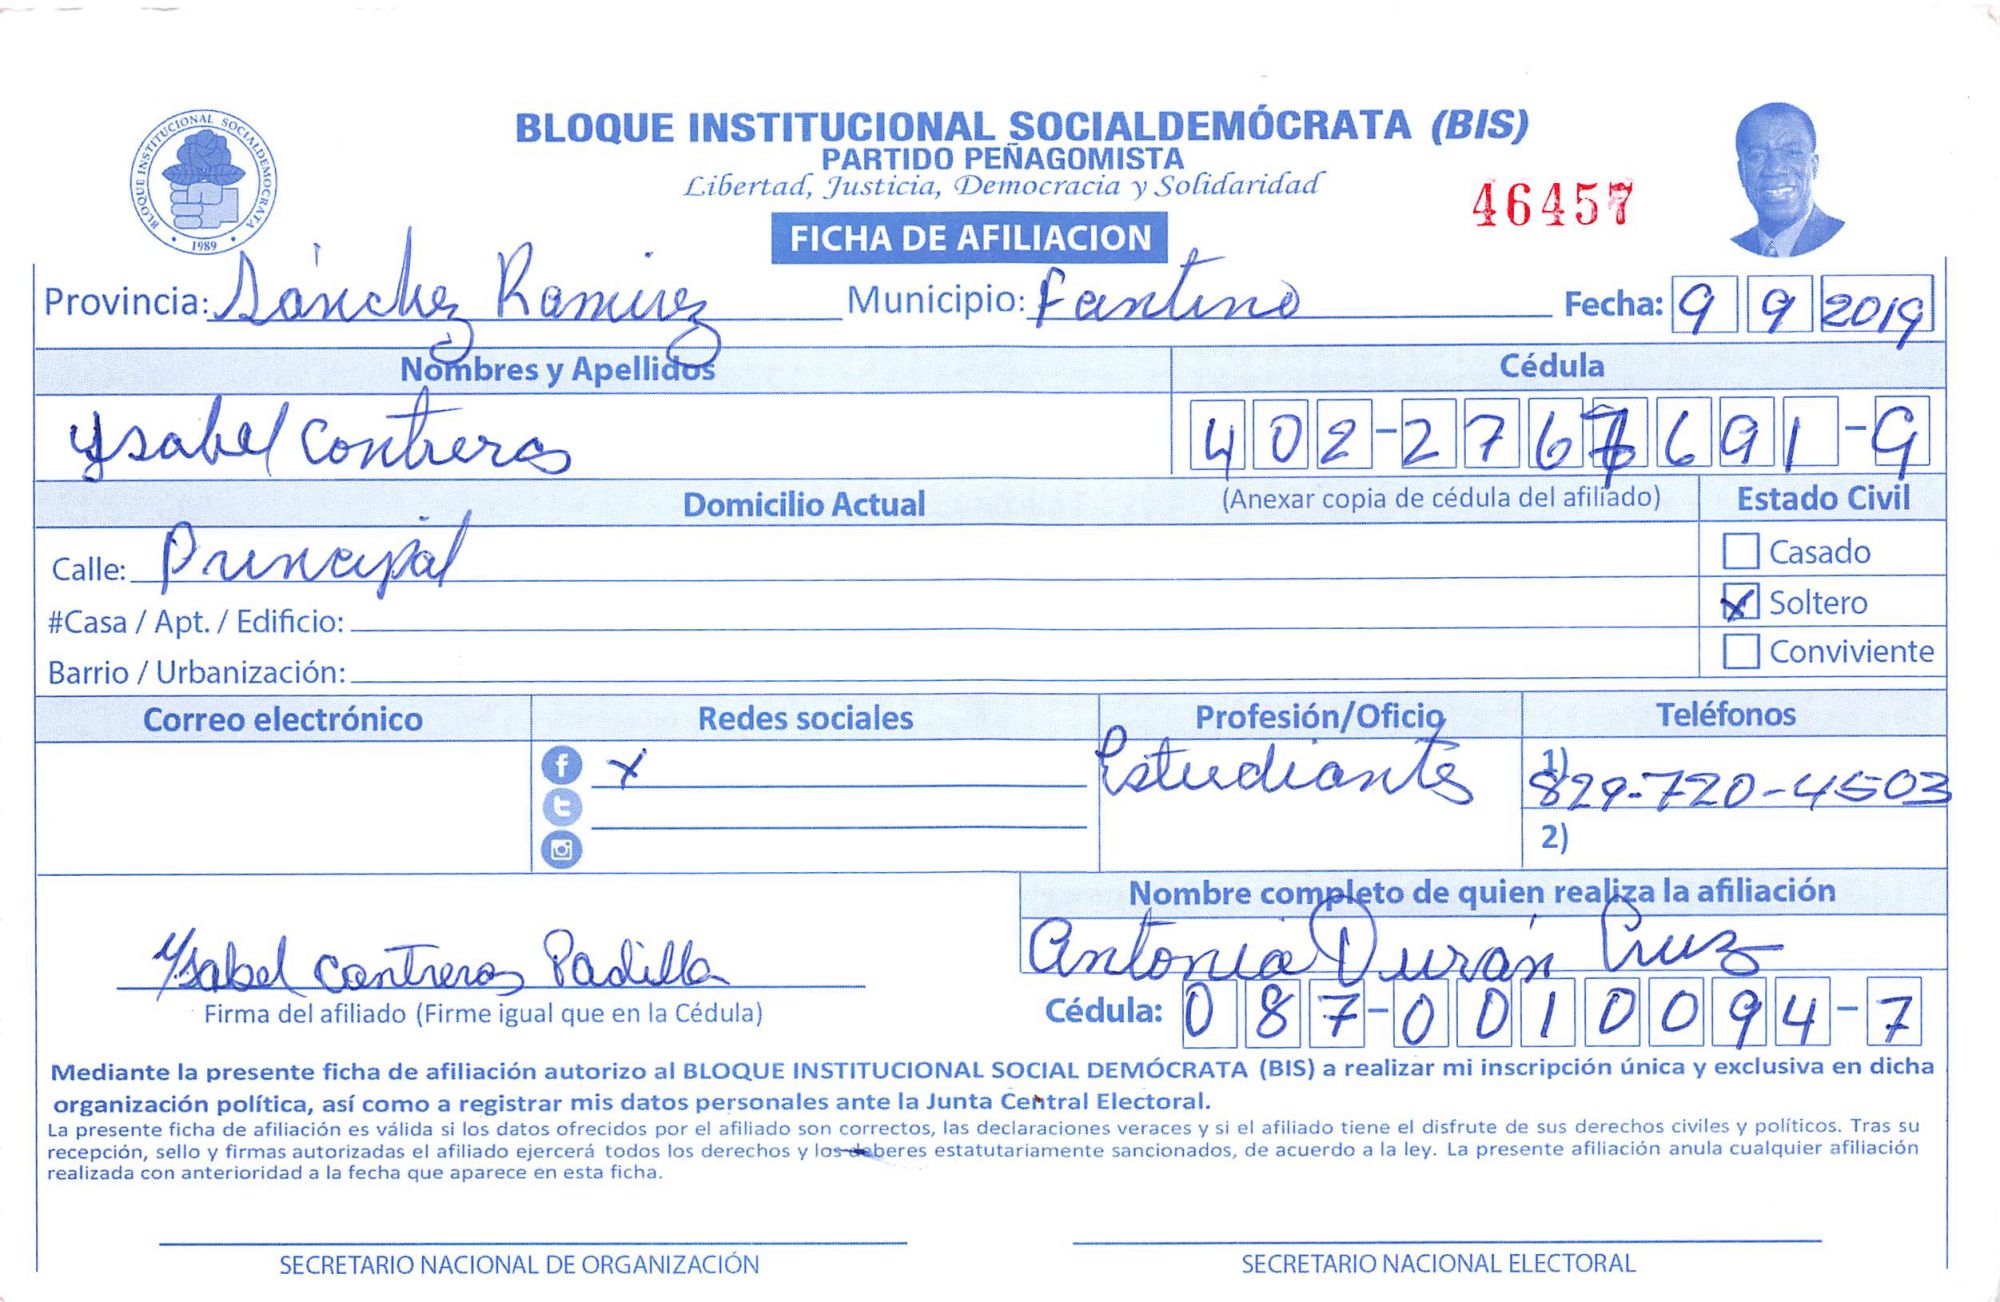 BLOQUE INSTITUCIONAL SOCIALDEMÓCRATA (BIS)
PARTIDO PEÑAGOMISTA
Libertad, Justicia, Democracia y Solidaridad
46457
BLOQUE INSTITUCIONAL SOCIALDEMOCRATA
1989
FICHA DE AFILIACION
Provincia: Sánchez Ramirez Municipio: Fantino Fecha: 9 9 2019
Nombres y Apellidos Cédula
Ysabel Contreras 402-276 691-9
Domicilio Actual (Anexar copia de cédula del afiliado) Estado Civil
Calle: Principal Casado
#Casa / Apt. / Edificio: X Soltero
Barrio / Urbanización: Conviviente
Correo electrónico Redes sociales Profesión/Oficio Teléfonos
x Estudiante 1) 829-720-4503
2)
Nombre completo de quien realiza la afiliación
Ysabel Contreras Padilla Antonia Durán Cruz
Firma del afiliado (Firme igual que en la Cédula) Cédula: 087-0010094-7
Mediante la presente ficha de afiliación autorizo al BLOQUE INSTITUCIONAL SOCIAL DEMÓCRATA (BIS) a realizar mi inscripción única y exclusiva en dicha
organización política, así como a registrar mis datos personales ante la Junta Central Electoral.
La presente ficha de afiliación es válida si los datos ofrecidos por el afiliado son correctos, las declaraciones veraces y si el afiliado tiene el disfrute de sus derechos civiles y políticos. Tras su
recepción, sello y firmas autorizadas el afiliado ejercerá todos los derechos y los deberes estatutariamente sancionados, de acuerdo a la ley. La presente afiliación anula cualquier afiliación
realizada con anterioridad a la fecha que aparece en esta ficha.
SECRETARIO NACIONAL DE ORGANIZACIÓN SECRETARIO NACIONAL ELECTORAL